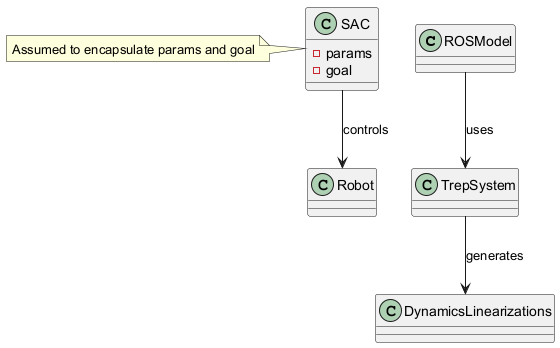 Assumed to encapsulate params and goal
C SAC
params
goal
C ROSModel
controls
uses
C Robot
C TrepSystem
generates
C DynamicsLinearizations